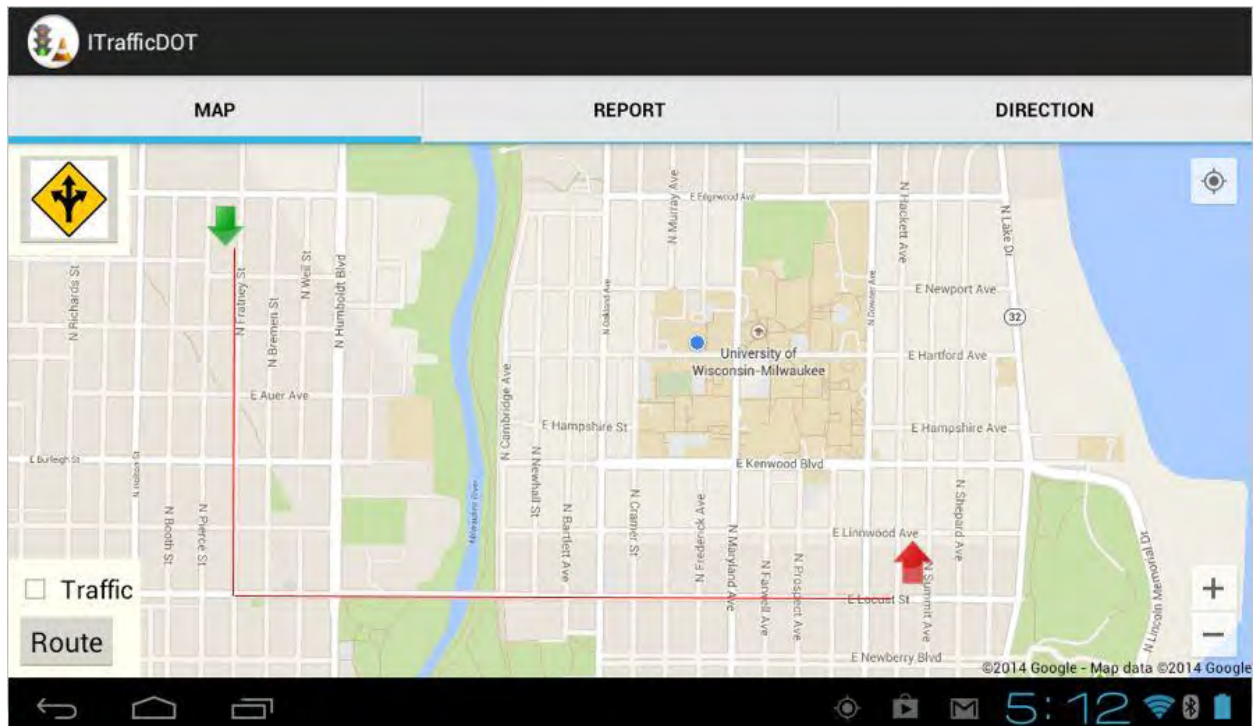 ITrafficDOT
MAP
REPORT
DIRECTION
N Murray Ave
E Edgewood Ave
N Hackett Ave
N Lake Dr
N Richards St
N Fratney St
N Bremen St
N Weil St
N Humboldt Blvd
N Oakland Ave
N Downer Ave
E Newport Ave
32
University of
Wisconsin-Milwaukee
E Hartford Ave
E Auer Ave
N Cambridge Ave
E Hampshire St
E Hampshire Ave
E Burleigh St
E Kenwood Blvd
N Booth St
N Pierce St
Milwaukee River
N Newhall St
N Bartlett Ave
N Cramer St
N Frederick Ave
N Maryland Ave
N Farwell Ave
N Prospect Ave
E Linnwood Ave
N Shepard Ave
N Summit Ave
N Lincoln Memorial Dr
Traffic
E Locust St
+
Route
−
E Newberry Blvd
©2014 Google - Map data ©2014 Google
5:12